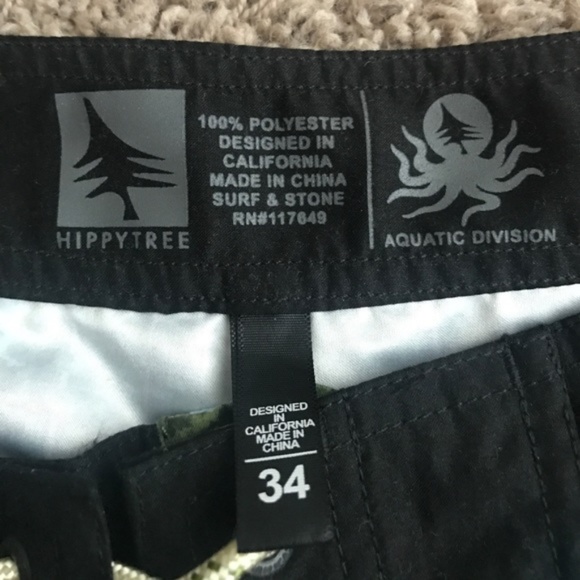 100% POLYESTER
DESIGNED IN
CALIFORNIA
MADE IN CHINA
SURF & STONE
RN#117649
HIPPYTREE
AQUATIC DIVISION
DESIGNED
IN
CALIFORNIA
MADE IN
CHINA
34